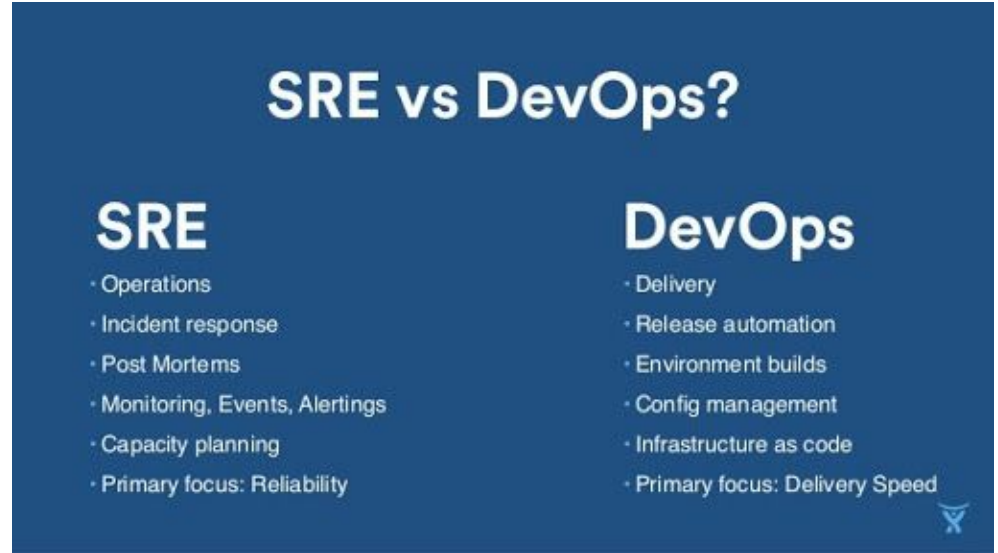 SRE vs DevOps?
SRE
· Operations
· Incident response
· Post Mortems
· Monitoring, Events, Alertings
· Capacity planning
· Primary focus: Reliability
DevOps
· Delivery
· Release automation
· Environment builds
· Config management
· Infrastructure as code
· Primary focus: Delivery Speed